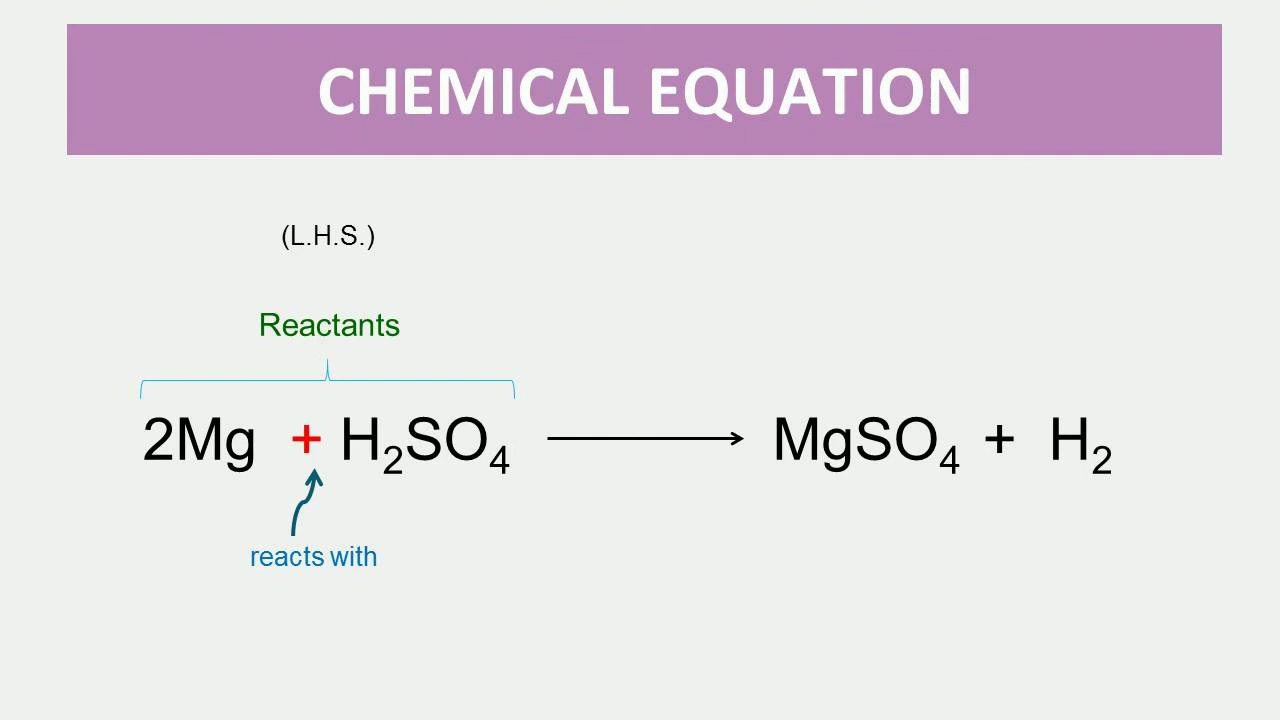 CHEMICAL EQUATION
(L.H.S.)
Reactants
2Mg + H₂SO₄ ⟶ MgSO₄ + H₂
reacts with